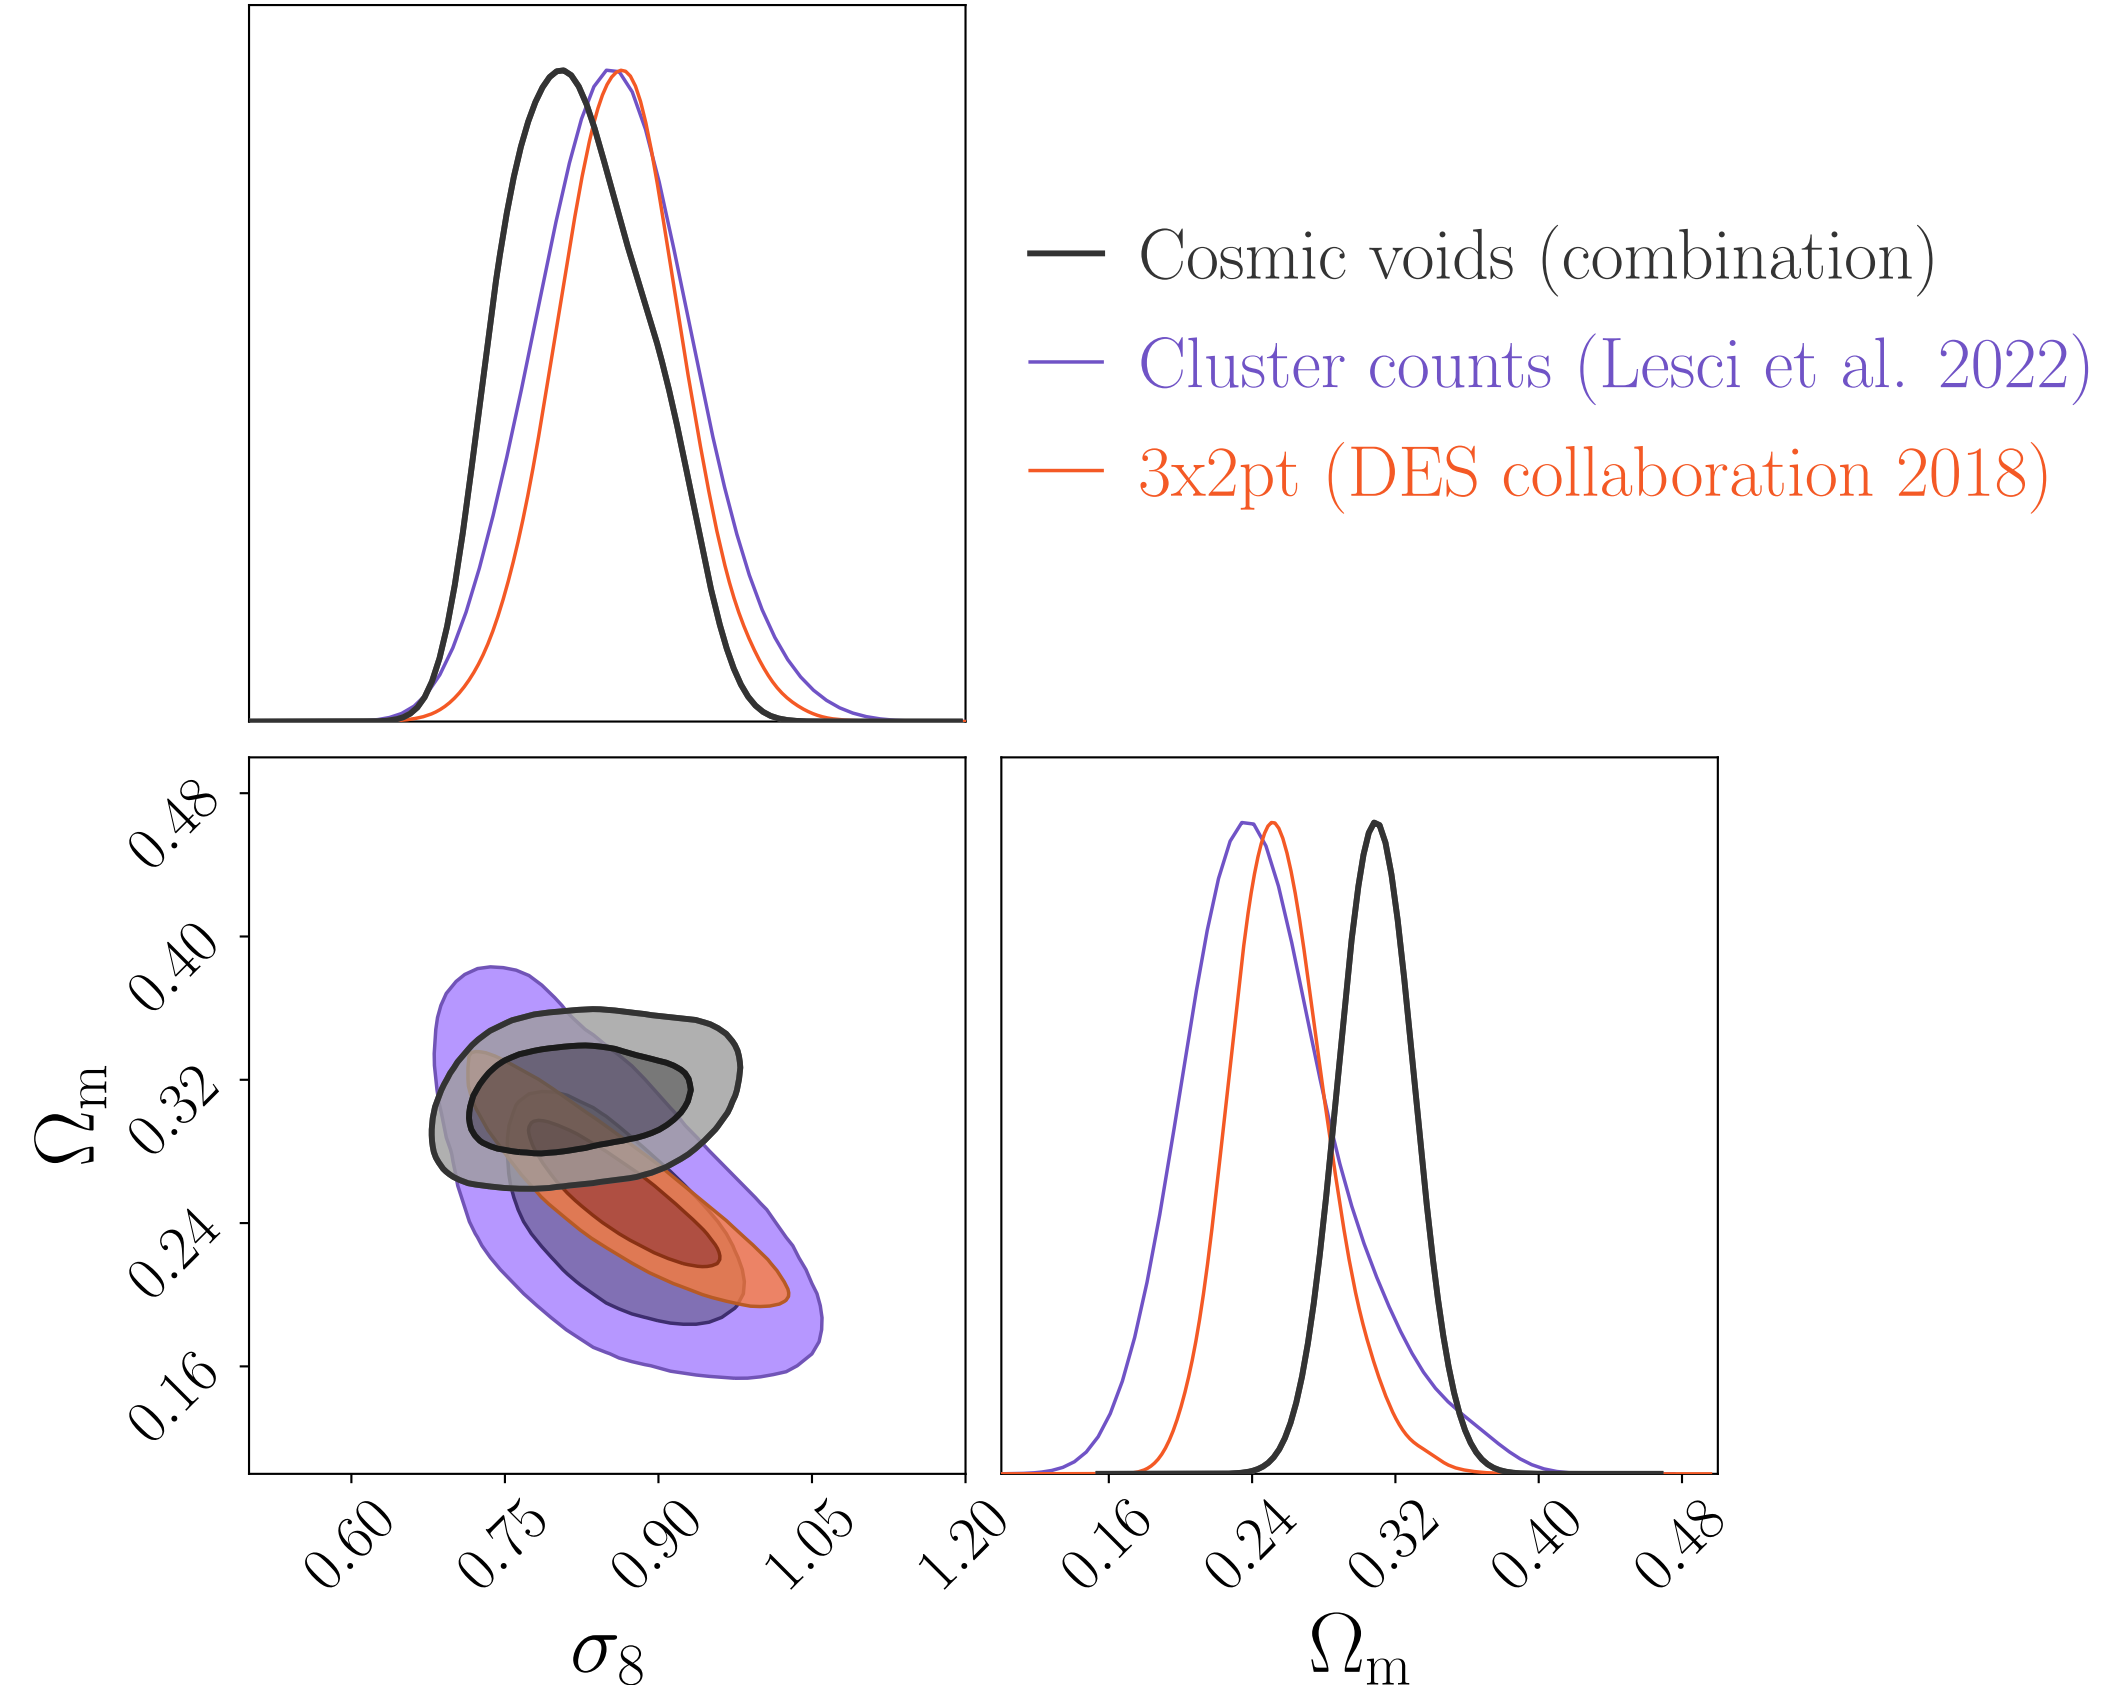 Cosmic voids (combination)
Cluster counts (Lesci et al. 2022)
3x2pt (DES collaboration 2018)
0.48
0.40
0.32
0.24
0.16
Ωm
0.60
0.75
0.90
1.05
1.20
σ8
0.16
0.24
0.32
0.40
0.48
Ωm